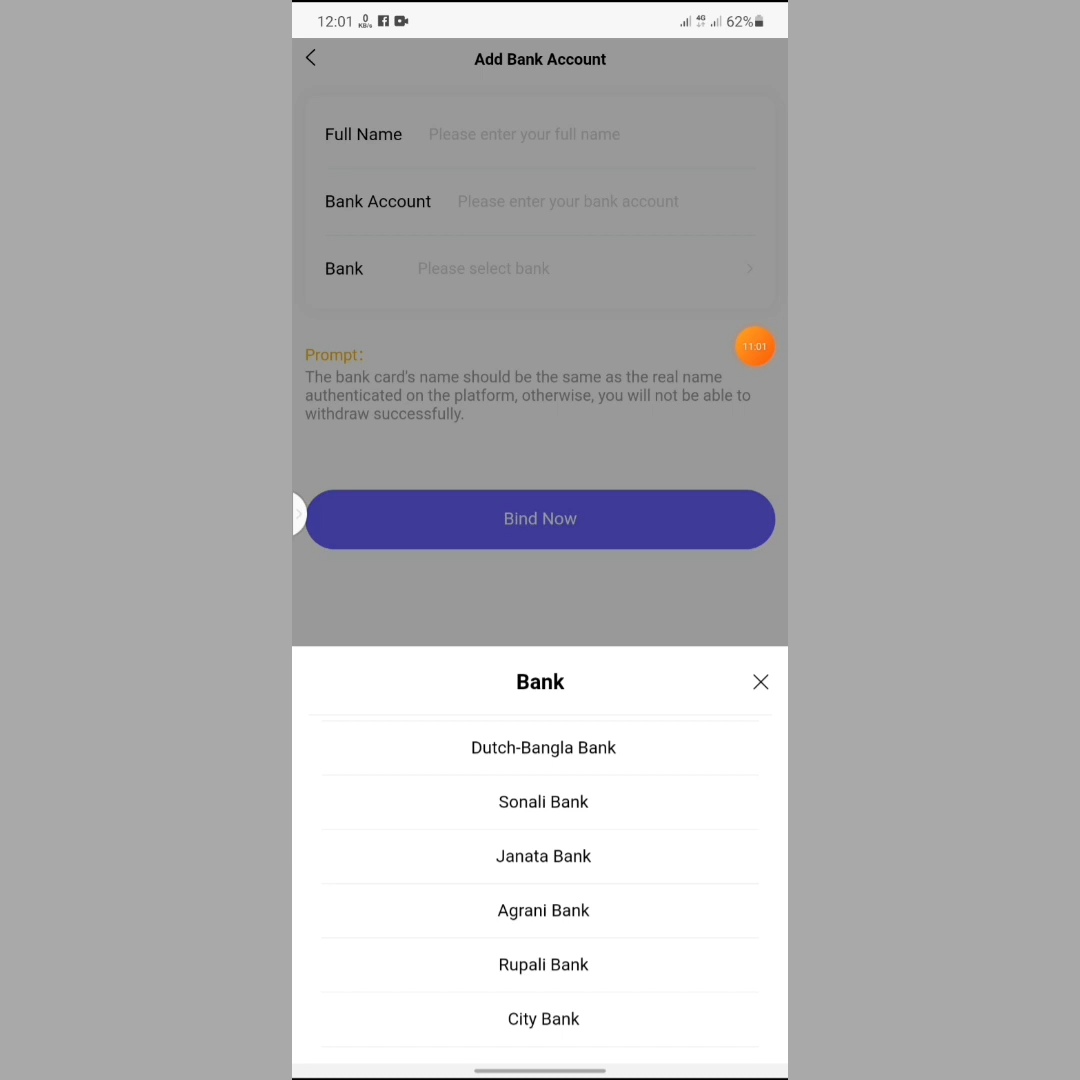 12:01 0 KB/s 4G 62%
Add Bank Account
Full Name Please enter your full name
Bank Account Please enter your bank account
Bank Please select bank
11:01
Prompt:
The bank card's name should be the same as the real name
authenticated on the platform, otherwise, you will not be able to
withdraw successfully.
Bind Now
Bank
Dutch-Bangla Bank
Sonali Bank
Janata Bank
Agrani Bank
Rupali Bank
City Bank